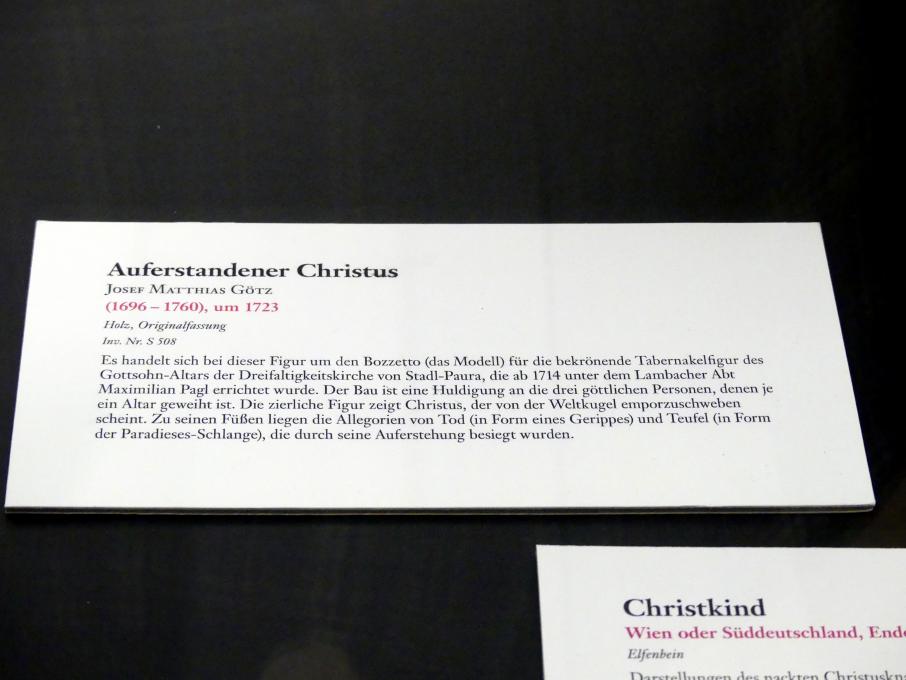 Auferstandener Christus
Josef Matthias Götz
(1696 – 1760), um 1723
Holz, Originalfassung
Inv. Nr. S 508
Es handelt sich bei dieser Figur um den Bozzetto (das Modell) für die bekrönende Tabernakelfigur des
Gottsohn-Altars der Dreifaltigkeitskirche von Stadl-Paura, die ab 1714 unter dem Lambacher Abt
Maximilian Pagl errichtet wurde. Der Bau ist eine Huldigung an die drei göttlichen Personen, denen je
ein Altar geweiht ist. Die zierliche Figur zeigt Christus, der von der Weltkugel emporzuschweben
scheint. Zu seinen Füßen liegen die Allegorien von Tod (in Form eines Gerippes) und Teufel (in Form
der Paradieses-Schlange), die durch seine Auferstehung besiegt wurden.
Christkind
Wien oder Süddeutschland, Ende
Elfenbein
Darstellungen des nackten